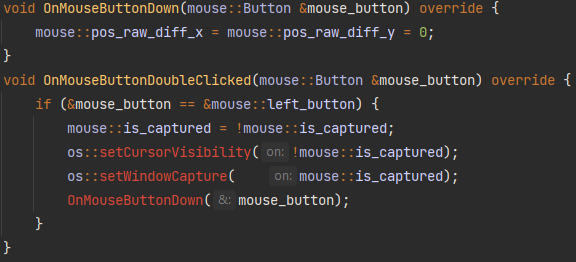 void OnMouseButtonDown(mouse::Button &mouse_button) override {
    mouse::pos_raw_diff_x = mouse::pos_raw_diff_y = 0;
}
void OnMouseButtonDoubleClicked(mouse::Button &mouse_button) override {
    if (&mouse_button == &mouse::left_button) {
        mouse::is_captured = !mouse::is_captured;
        os::setCursorVisibility( on: !mouse::is_captured);
        os::setWindowCapture(    on: mouse::is_captured);
        OnMouseButtonDown( &: mouse_button);
    }
}